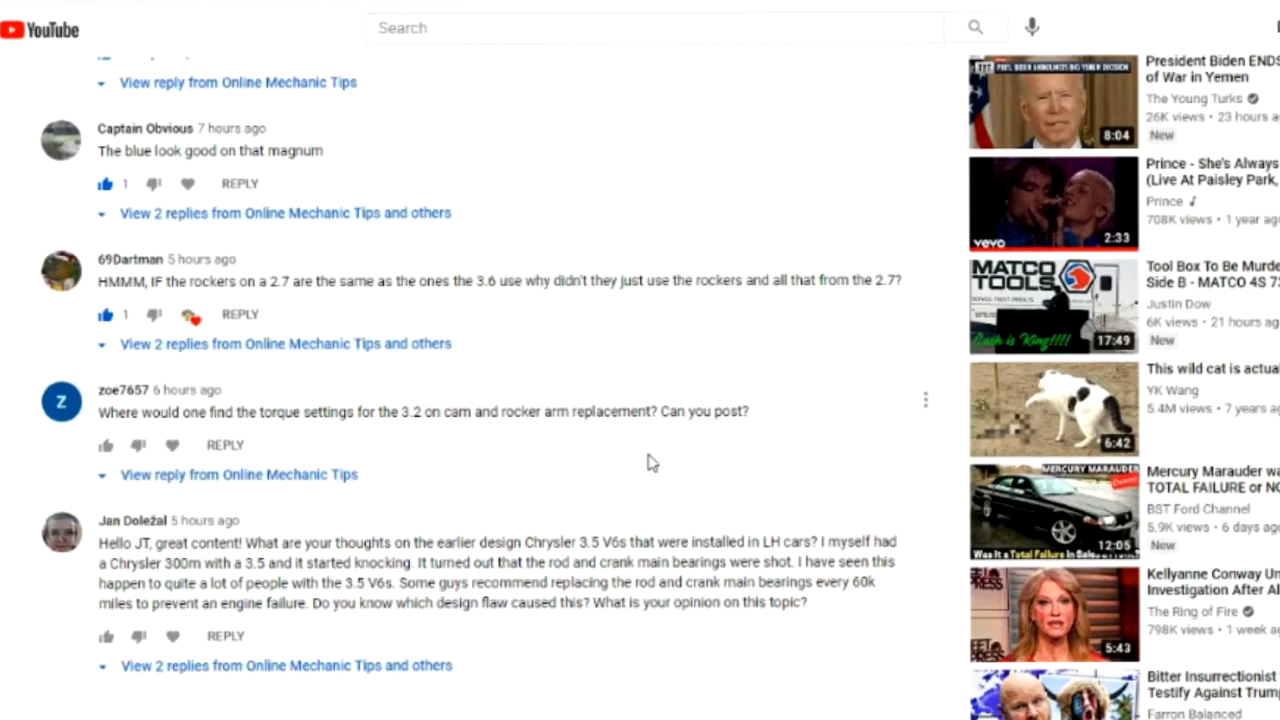 YouTube
Search
View reply from Online Mechanic Tips
Captain Obvious 7 hours ago
The blue look good on that magnum
1 REPLY
View 2 replies from Online Mechanic Tips and others
69Dartman 5 hours ago
HMMM, IF the rockers on a 2.7 are the same as the ones the 3.6 use why didn't they just use the rockers and all that from the 2.7?
1 REPLY
View 2 replies from Online Mechanic Tips and others
Z
zoe7657 6 hours ago
Where would one find the torque settings for the 3.2 on cam and rocker arm replacement? Can you post?
REPLY
View reply from Online Mechanic Tips
Jan Doležal 5 hours ago
Hello JT, great content! What are your thoughts on the earlier design Chrysler 3.5 V6s that were installed in LH cars? I myself had
a Chrysler 300m with a 3.5 and it started knocking. It turned out that the rod and crank main bearings were shot. I have seen this
happen to quite a lot of people with the 3.5 V6s. Some guys recommend replacing the rod and crank main bearings every 60k
miles to prevent an engine failure. Do you know which design flaw caused this? What is your opinion on this topic?
REPLY
View 2 replies from Online Mechanic Tips and others
8:04
President Biden ENDS
of War in Yemen
The Young Turks
26K views • 23 hours a
New
vevo
2:33
Prince - She's Always
(Live At Paisley Park,
Prince
708K views • 1 year ag
MATCO
TOOLS
Cash is King!!!!
17:49
Tool Box To Be Murde
Side B - MATCO 4S 7
Justin Dow
6K views • 21 hours ag
New
6:42
This wild cat is actua
YK Wang
5.4M views • 7 years a
MERCURY MARAUDER
Was it a Total Failure in Sales
12:05
Mercury Marauder wa
TOTAL FAILURE or NO
BST Ford Channel
5.9K views • 6 days ago
New
5:43
Kellyanne Conway Un
Investigation After Al
The Ring of Fire
798K views • 1 week a
Bitter Insurrectionist
Testify Against Trum
Farron Balanced